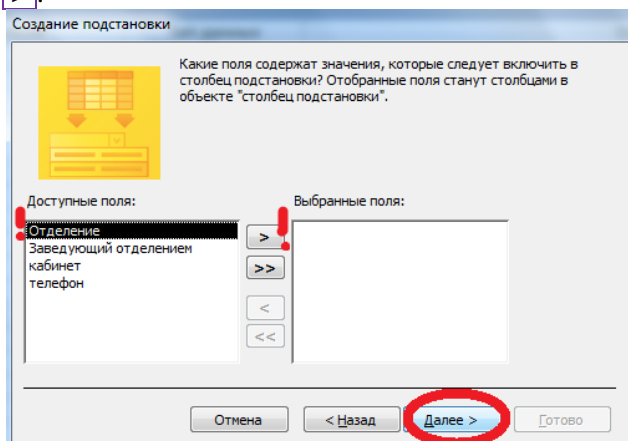 >.
Создание подстановки
Какие поля содержат значения, которые следует включить в
столбец подстановки? Отобранные поля станут столбцами в
объекте "столбец подстановки".
Доступные поля:
Выбранные поля:
Отделение
Заведующий отделением
кабинет
телефон
>
>>
<
<<
Отмена
< Назад
Далее >
Готово